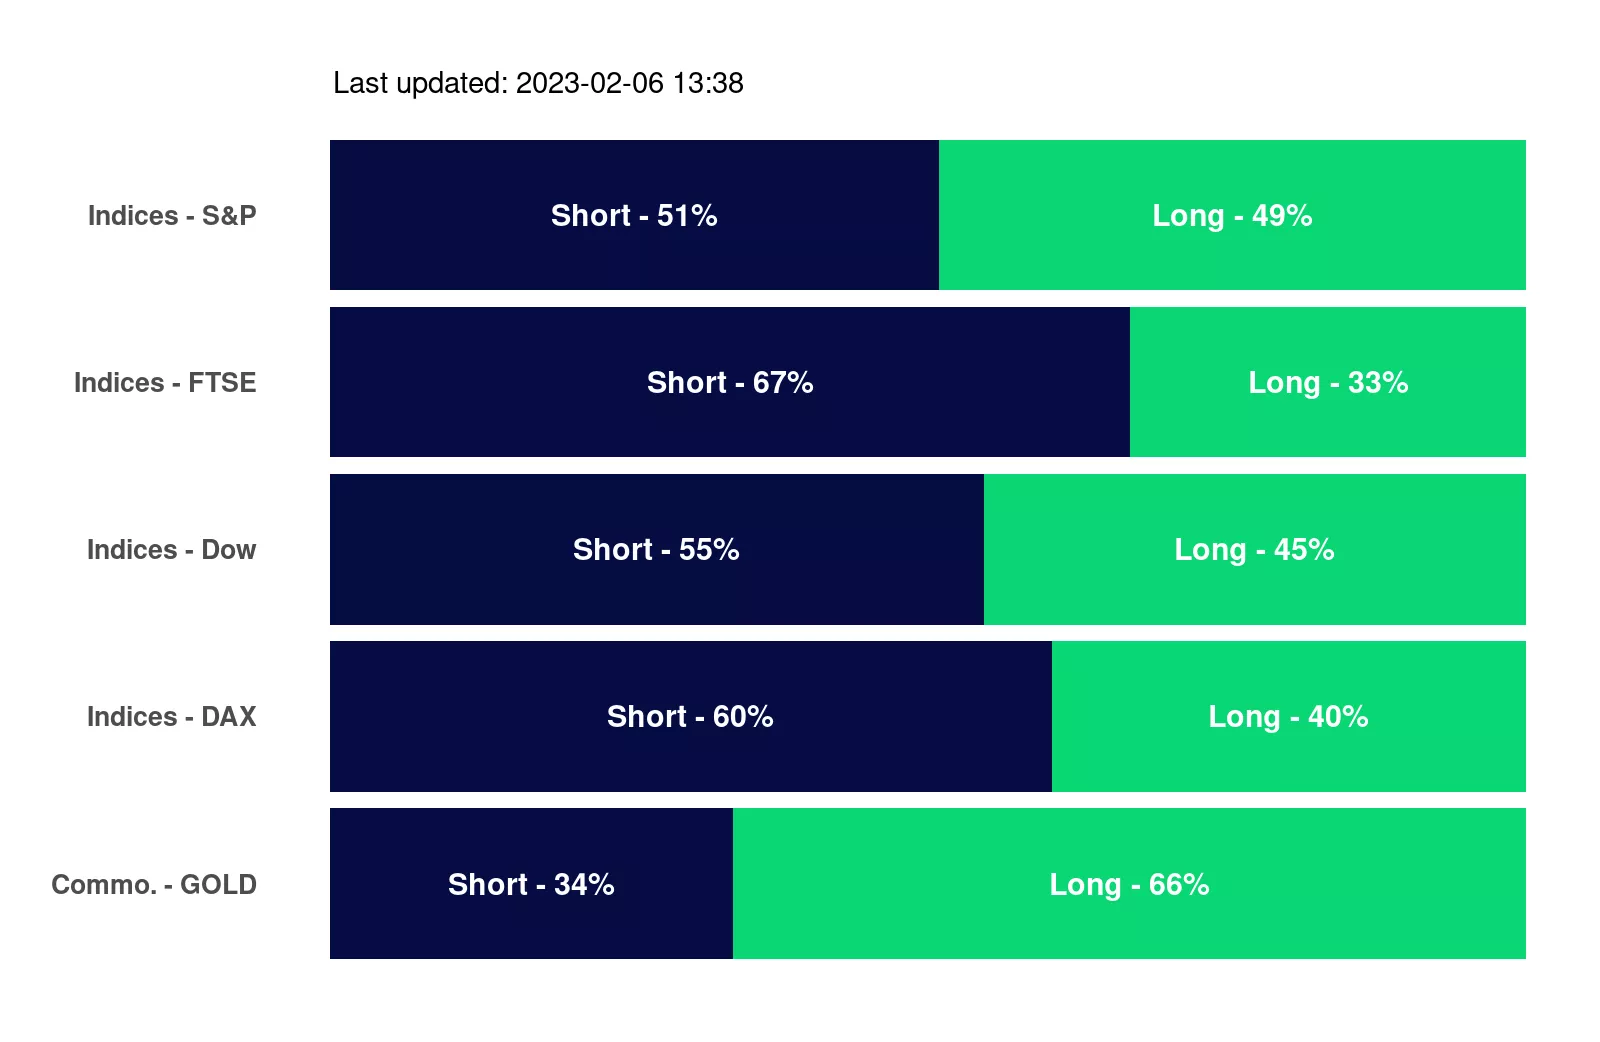 Last updated: 2023-02-06 13:38
Indices - S&P Short - 51% Long - 49%
Indices - FTSE Short - 67% Long - 33%
Indices - Dow Short - 55% Long - 45%
Indices - DAX Short - 60% Long - 40%
Commo. - GOLD Short - 34% Long - 66%